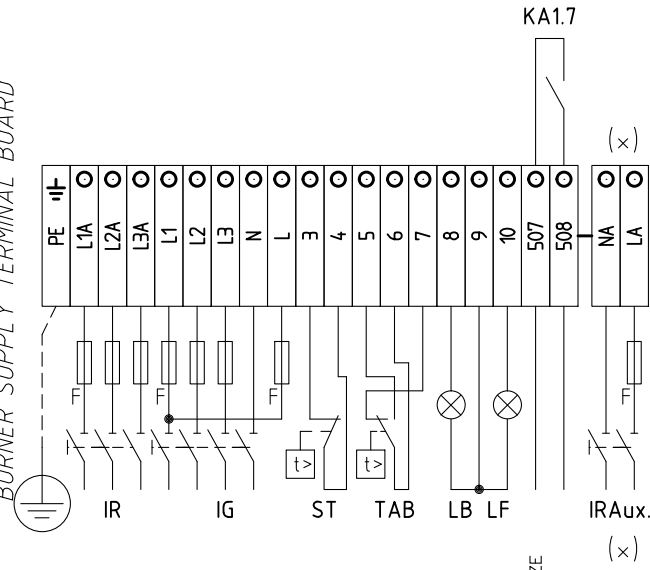 KA1.7
BURNER SUPPLY TERMINAL BOARD
(x)
PE L1A L2A L3A L1 L2 L3 N L 3 4 5 6 7 8 9 10 507 508 NA LA
F F F F
t> t>
IR IG ST TAB LB LF IRAux.
(x)
ZE